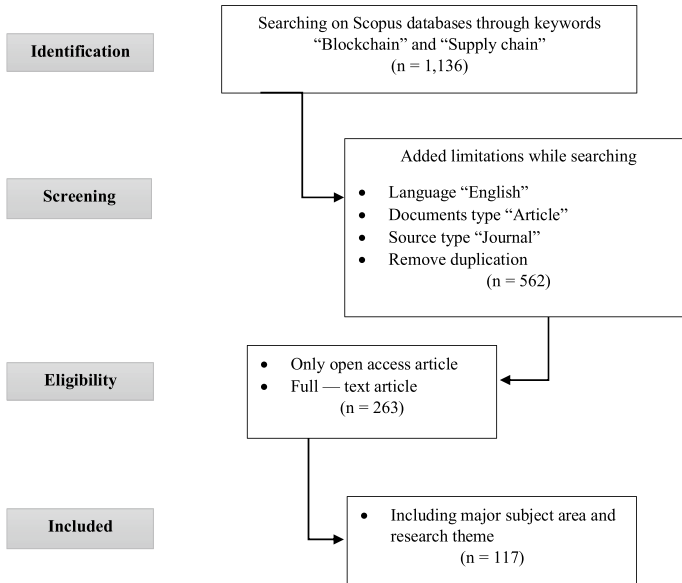 Identification
Searching on Scopus databases through keywords
“Blockchain” and “Supply chain”
(n = 1,136)
Screening
Added limitations while searching
• Language “English”
• Documents type “Article”
• Source type “Journal”
• Remove duplication
(n = 562)
Eligibility
• Only open access article
• Full — text article
(n = 263)
Included
• Including major subject area and
research theme
(n = 117)